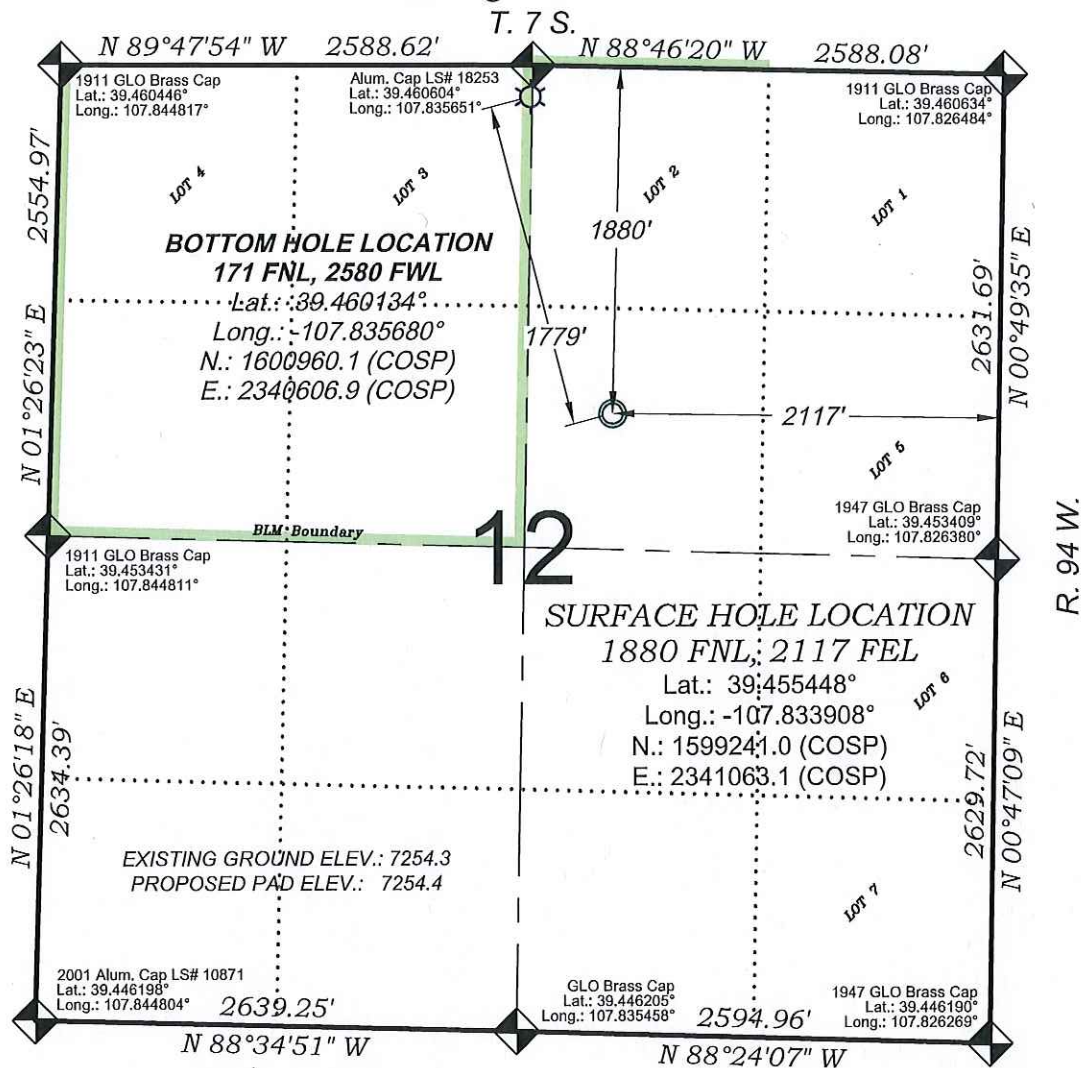 T. 7 S.
N 89°47'54" W 2588.62'
N 88°46'20" W 2588.08'
1911 GLO Brass Cap
Lat.: 39.460446°
Long.: 107.844817°
Alum. Cap LS# 18253
Lat.: 39.460604°
Long.: 107.835651°
1911 GLO Brass Cap
Lat.: 39.460634°
Long.: 107.826484°
2554.97'
N 01°26'23" E
LOT 4
LOT 3
LOT 2
LOT 1
BOTTOM HOLE LOCATION
171 FNL, 2580 FWL
Lat.: 39.460134°
Long.: -107.835680°
N.: 1600960.1 (COSP)
E.: 2340606.9 (COSP)
1880'
1779'
2117'
2631.69'
N 00°49'35" E
LOT 5
1947 GLO Brass Cap
Lat.: 39.453409°
Long.: 107.826380°
BLM Boundary
12
1911 GLO Brass Cap
Lat.: 39.453431°
Long.: 107.844811°
R. 94 W.
SURFACE HOLE LOCATION
1880 FNL, 2117 FEL
Lat.: 39.455448°
Long.: -107.833908°
N.: 1599241.0 (COSP)
E.: 2341063.1 (COSP)
LOT 6
N 01°26'18" E
2634.39'
2629.72'
N 00°47'09" E
EXISTING GROUND ELEV.: 7254.3
PROPOSED PAD ELEV.: 7254.4
LOT 7
2001 Alum. Cap LS# 10871
Lat.: 39.446198°
Long.: 107.844804°
GLO Brass Cap
Lat.: 39.446205°
Long.: 107.835458°
1947 GLO Brass Cap
Lat.: 39.446190°
Long.: 107.826269°
2639.25'
N 88°34'51" W
2594.96'
N 88°24'07" W